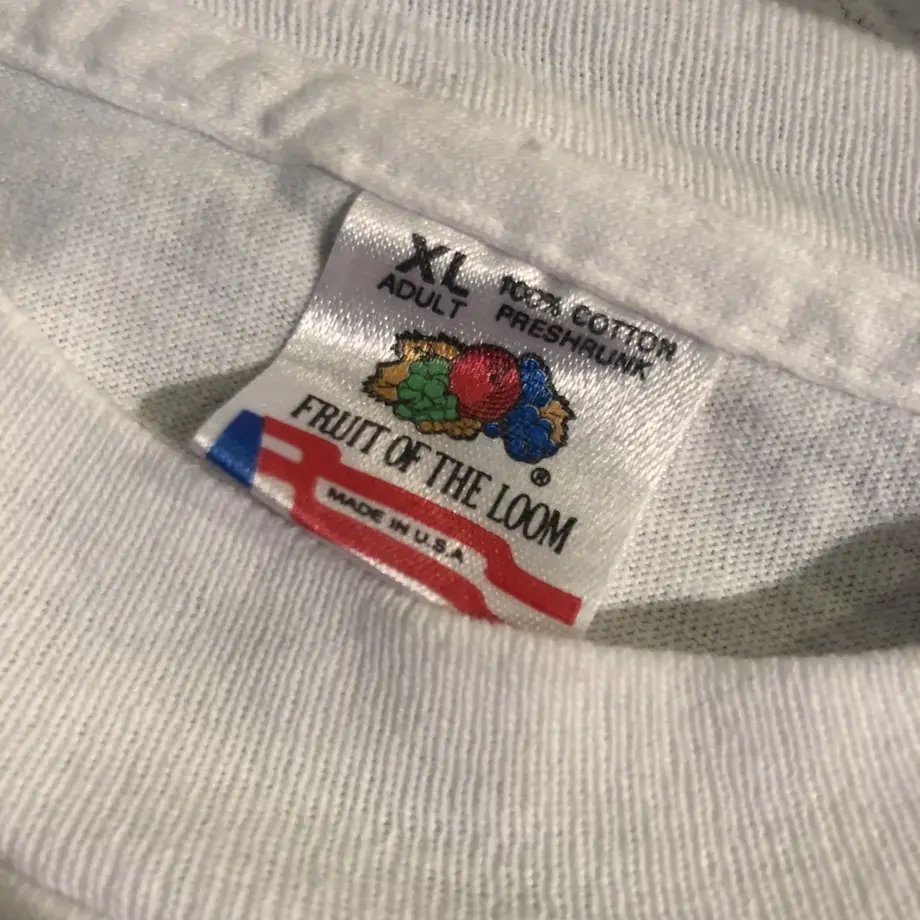 XL 100% COTTON
ADULT PRESHRUNK
FRUIT OF THE LOOM
®
MADE IN U.S.A